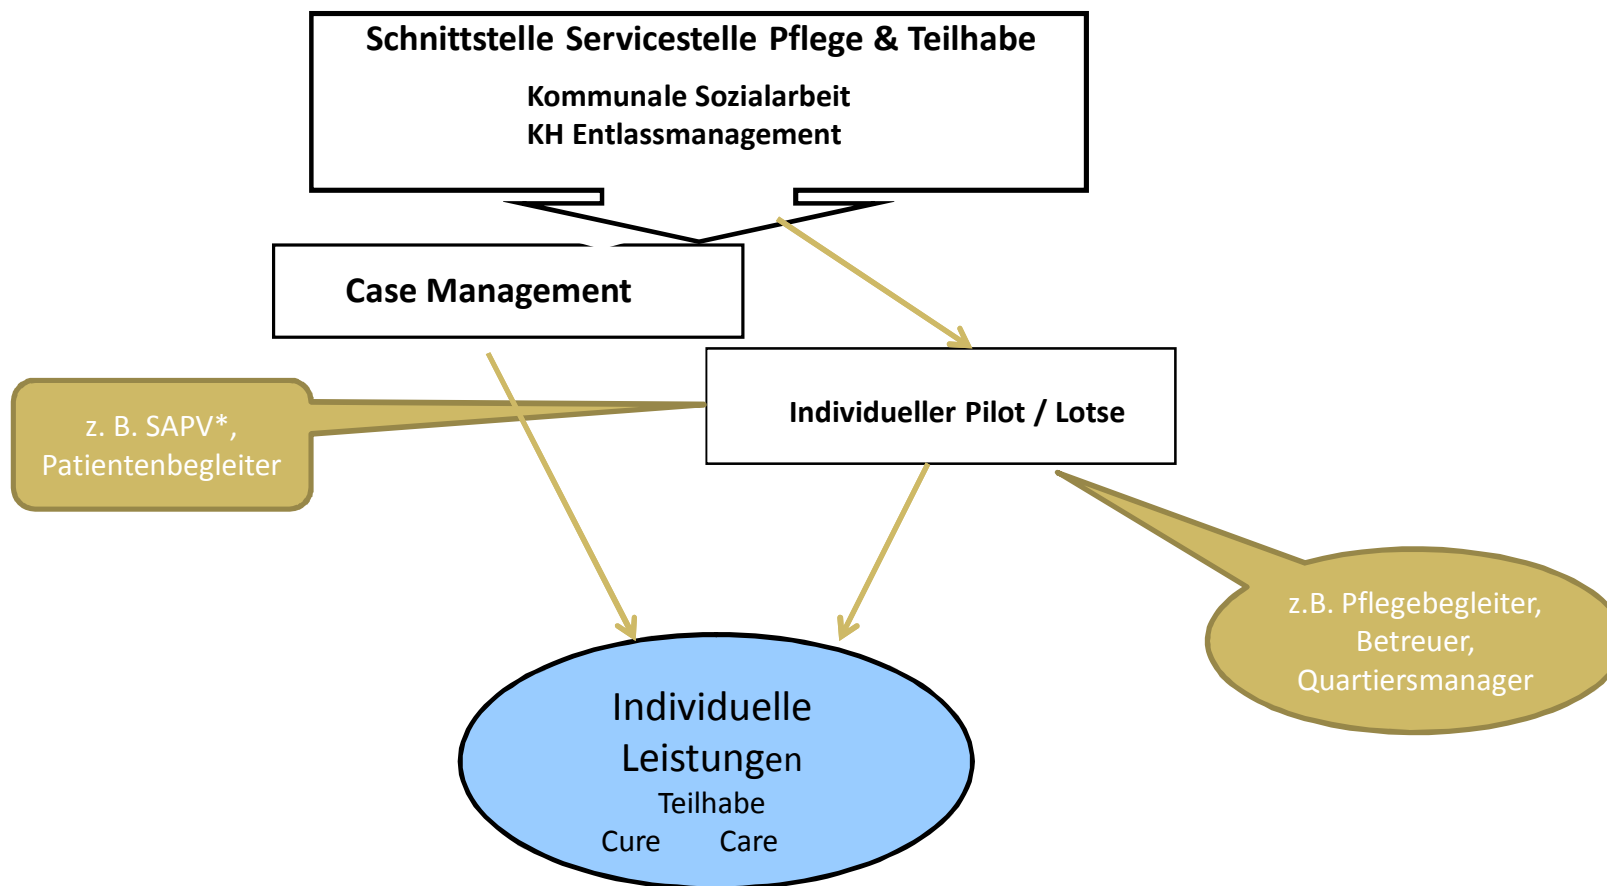 Schnittstelle Servicestelle Pflege & Teilhabe
Kommunale Sozialarbeit
KH Entlassmanagement
Case Management
Individueller Pilot / Lotse
z. B. SAPV*,
Patientenbegleiter
z.B. Pflegebegleiter,
Betreuer,
Quartiersmanager
Individuelle
Leistungen
Teilhabe
Cure Care